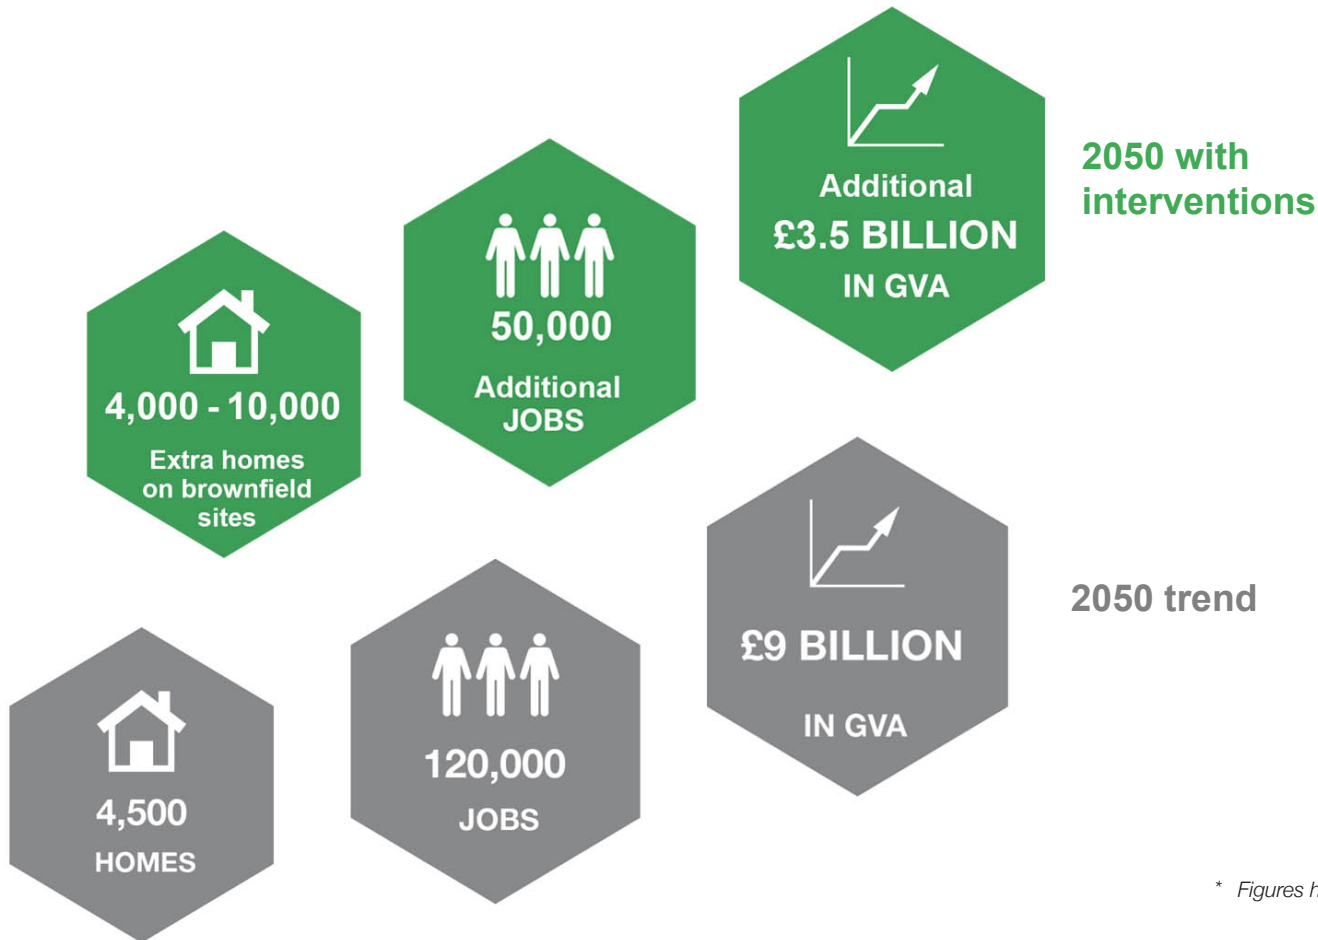 Additional
£3.5 BILLION
IN GVA
2050 with
interventions
50,000
Additional
JOBS
4,000 - 10,000
Extra homes
on brownfield
sites
£9 BILLION
IN GVA
2050 trend
120,000
JOBS
4,500
HOMES
* Figures